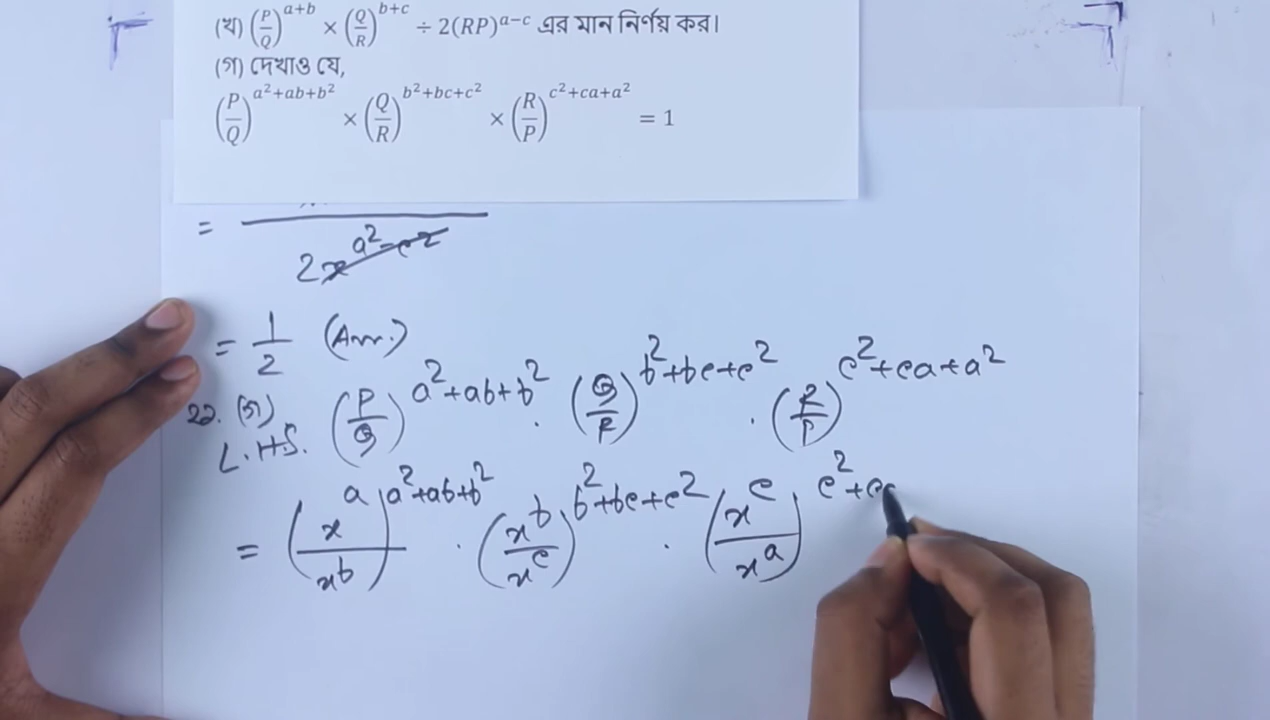 (খ) (P/Q)^{a+b} × (Q/R)^{b+c} ÷ 2(RP)^{a−c} এর মান নির্ণয় কর।
(গ) দেখাও যে,
(P/Q)^{a²+ab+b²} × (Q/R)^{b²+bc+c²} × (R/P)^{c²+ca+a²} = 1
= / 2x^{a²-c²}
= 1/2 (Ans.)
২১. (গ)
L.H.S. (P/Q)^{a²+ab+b²} . (Q/R)^{b²+bc+c²} . (R/P)^{c²+ca+a²}
= (x^a/x^b)^{a²+ab+b²} . (x^b/x^c)^{b²+bc+c²} . (x^c/x^a)^{c²+c